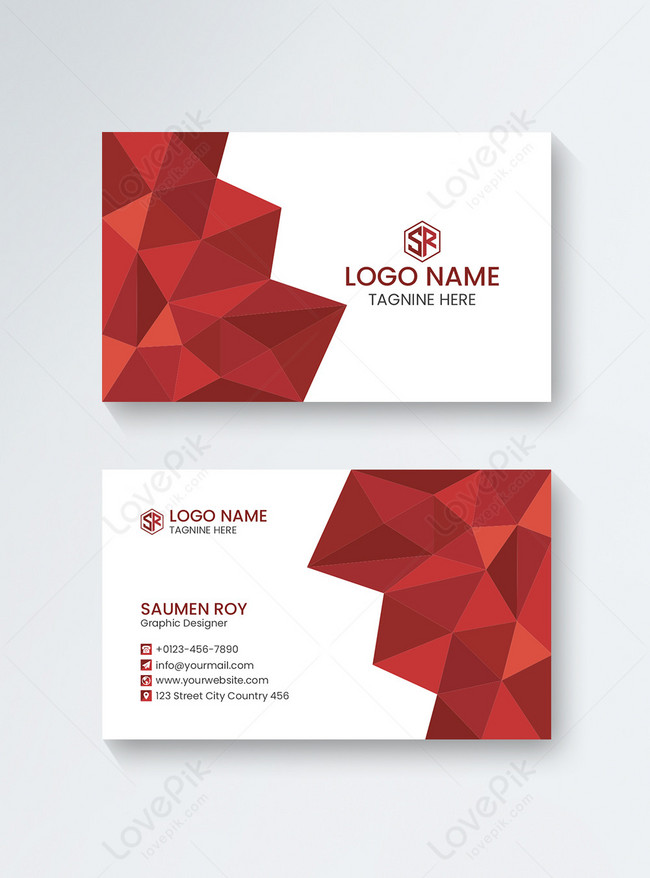 SR
LOGO NAME
TAGNINE HERE
SR
LOGO NAME
TAGNINE HERE
SAUMEN ROY
Graphic Designer
+0123-456-7890
info@yourmail.com
www.yourwebsite.com
123 Street City Country 456
LovePik
lovepik.com
LovePik
lovepik.com
LovePik
lovepik.com
LovePik
lovepik.com
LovePik
lovepik.com
LovePik
lovepik.com